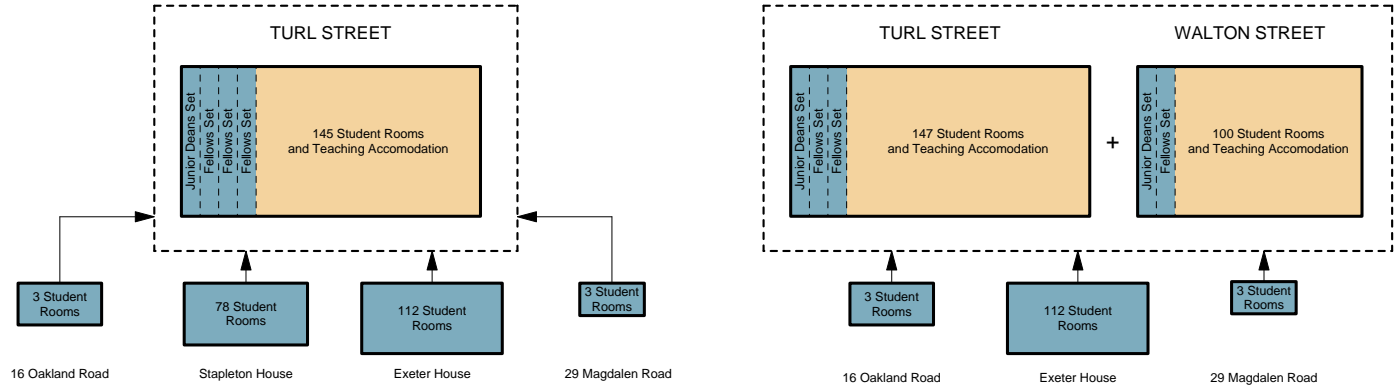 TURL STREET
Junior Deans Set
Fellows Set
Fellows Set
Fellows Set
145 Student Rooms
and Teaching Accomodation
3 Student
Rooms
78 Student
Rooms
112 Student
Rooms
3 Student
Rooms
16 Oakland Road
Stapleton House
Exeter House
29 Magdalen Road
TURL STREET
WALTON STREET
Junior Deans Set
Fellows Set
Fellows Set
147 Student Rooms
and Teaching Accomodation
+
Junior Deans Set
Fellows Set
100 Student Rooms
and Teaching Accomodation
3 Student
Rooms
112 Student
Rooms
3 Student
Rooms
16 Oakland Road
Exeter House
29 Magdalen Road